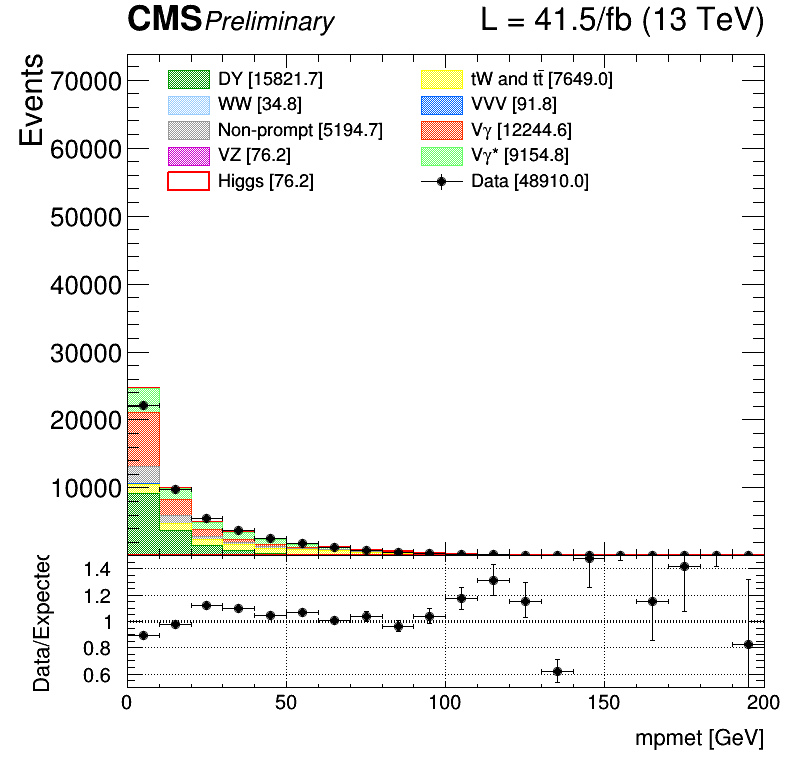 CMS Preliminary L = 41.5/fb (13 TeV)
Events
70000
60000
50000
40000
30000
20000
10000
DY [15821.7]
WW [34.8]
Non-prompt [5194.7]
VZ [76.2]
Higgs [76.2]
tW and tt̄ [7649.0]
VVV [91.8]
Vγ [12244.6]
Vγ* [9154.8]
Data [48910.0]
Data/Expected
1.4
1.2
1
0.8
0.6
0 50 100 150 200
mpmet [GeV]